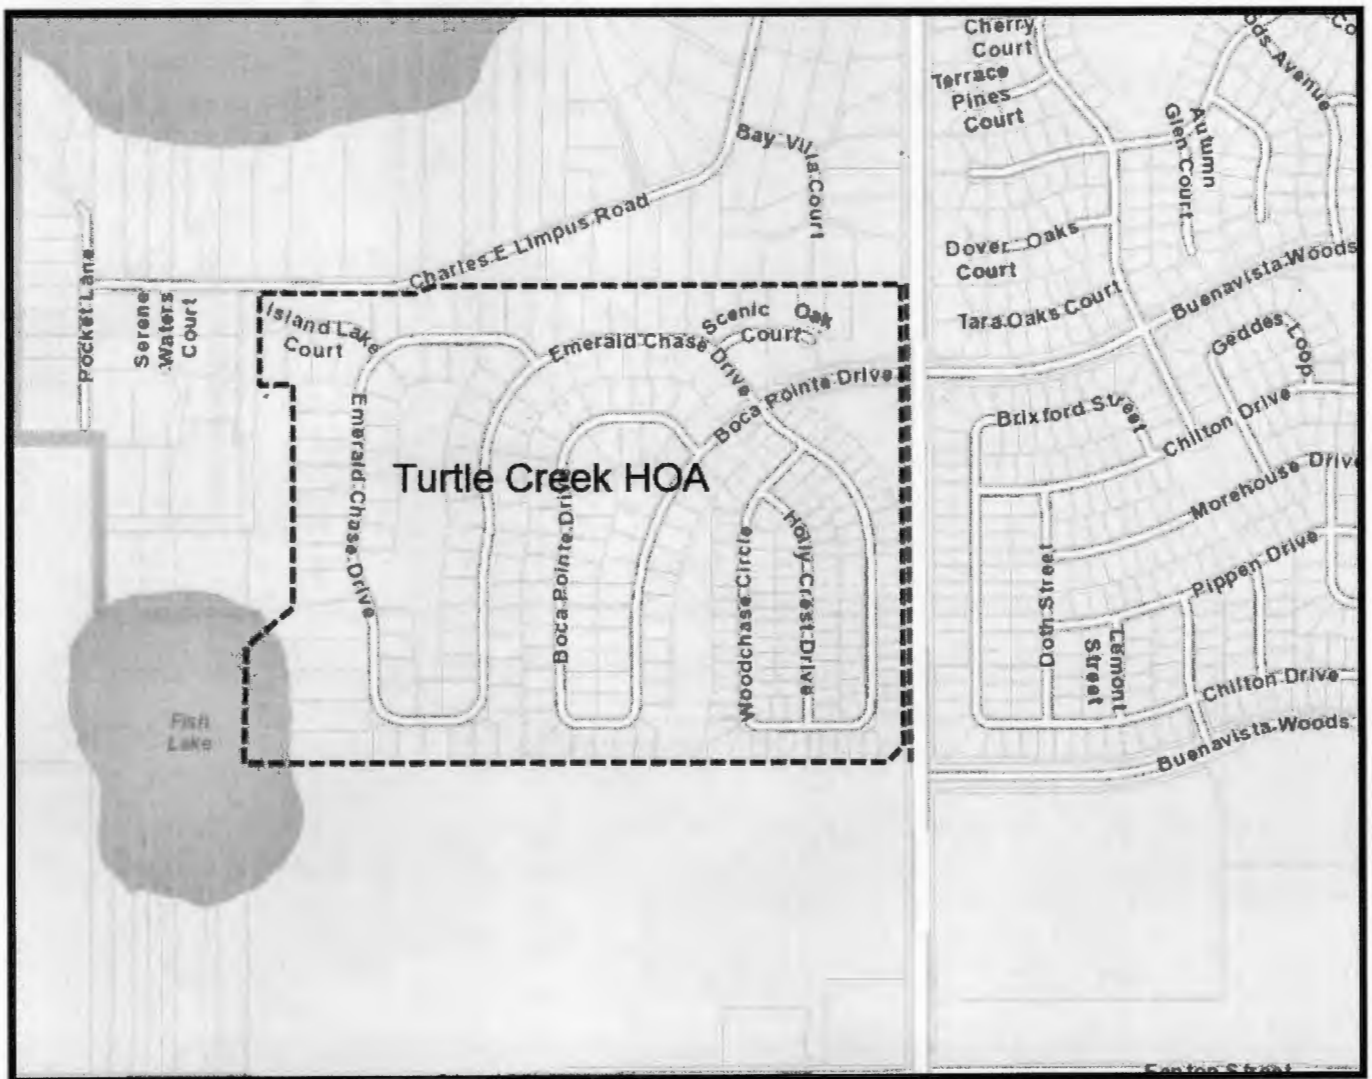 Cherry
Court
Terrace
Pines
Court
Autumn
Glen Court
Bay Villa Court
Charles E Limpus Road
Dover Oaks
Court
Tara Oaks Court
Buenavista Woods
Geddes Loop
Pocket Lane
Serene
Waters
Court
Island Lake
Court
Scenic Oak
Court
Emerald Chase Drive
Boca Pointe Drive
Brixford Street
Chilton Drive
Emerald Chase Drive
Turtle Creek HOA
Morehouse Drive
Boca Pointe Dri
Woodchase Circle
Holly Crest Drive
Pippen Drive
Doth Street
Lemont
Street
Chilton Drive
Buenavista Woods
Fish
Lake
Fenton Street